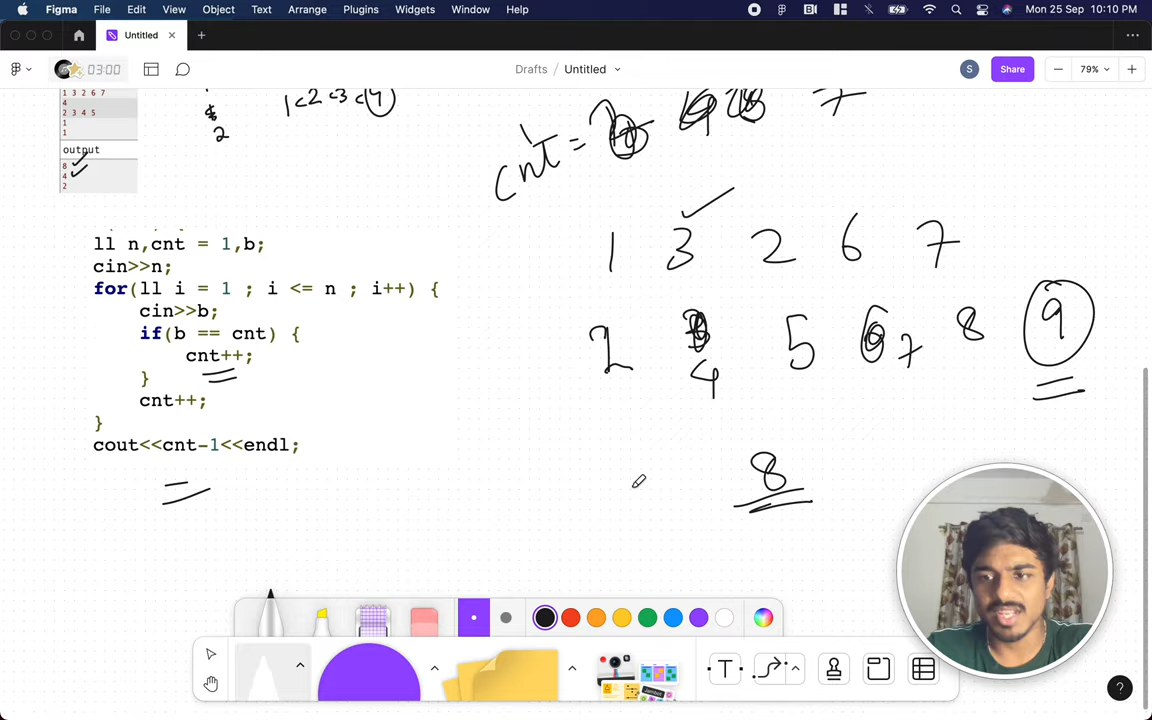 Figma File Edit View Object Text Arrange Plugins Widgets Window Help Mon 25 Sep 10:10 PM
Untitled
03:00 Drafts / Untitled S Share 79%
1 3 2 6 7
4
2 3 4 5
1
1
output
8
4
2
1<2<3<4
2
cnt =
7
ll n,cnt = 1,b;
cin>>n;
for(ll i = 1 ; i <= n ; i++) {
cin>>b;
if(b == cnt) {
cnt++;
}
cnt++;
}
cout<<cnt-1<<endl;
1 3 2 6 7
2 4 5 6 7 8 9
8
T
?